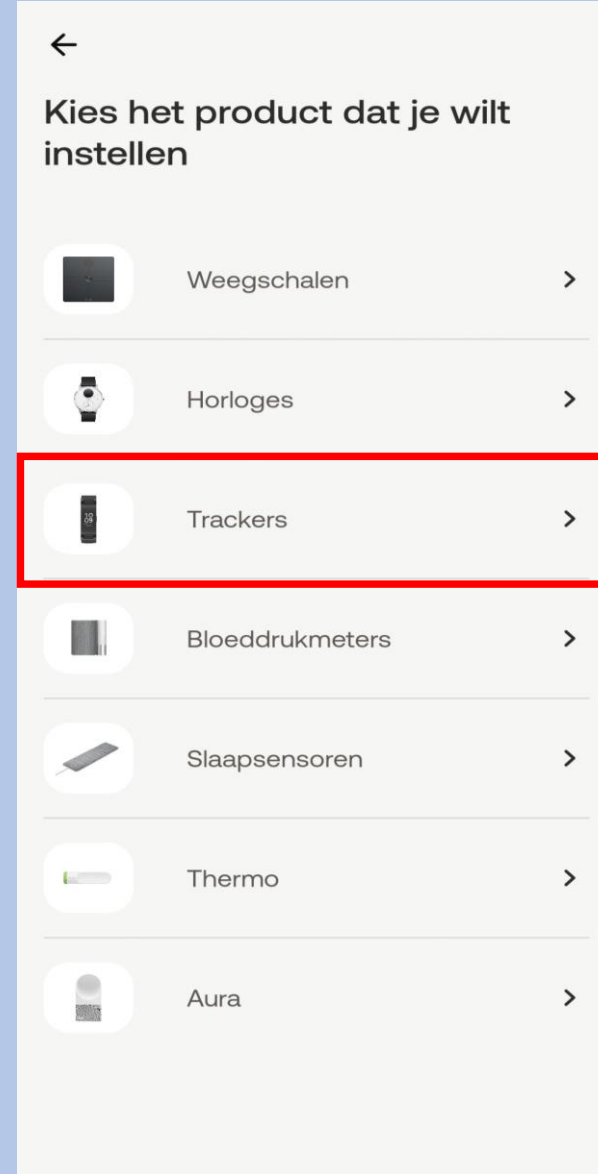 Kies het product dat je wilt
instellen
Weegschalen
Horloges
Trackers
Bloeddrukmeters
Slaapsensoren
Thermo
Aura